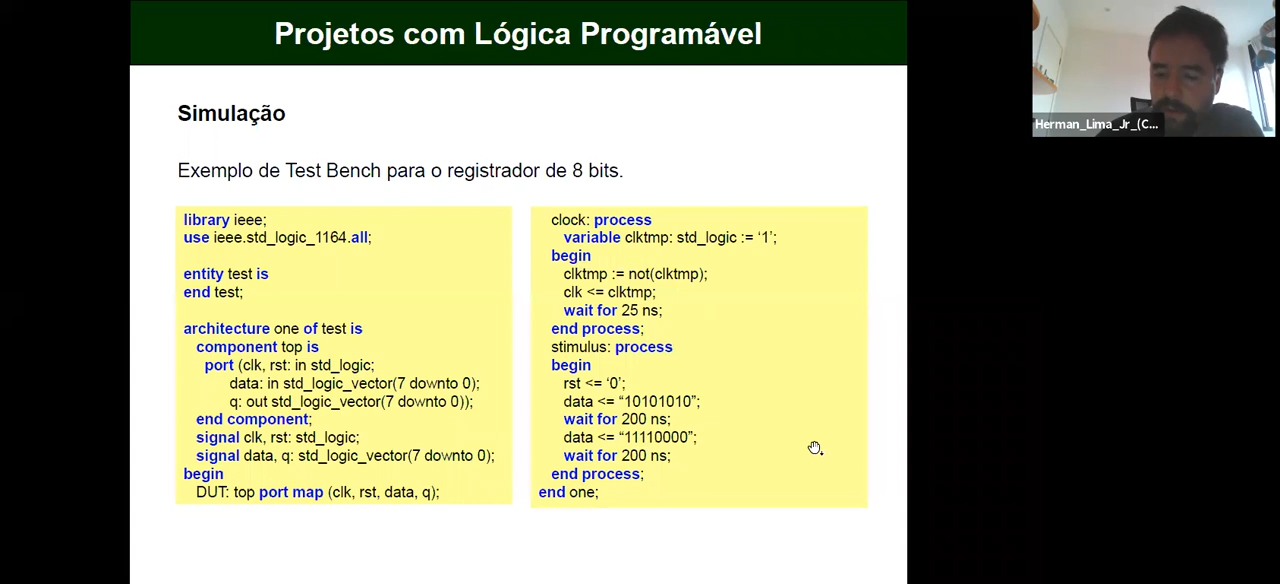 Projetos com Lógica Programável
Herman_Lima_Jr_(C...
Simulação
Exemplo de Test Bench para o registrador de 8 bits.
library ieee;
use ieee.std_logic_1164.all;
entity test is
end test;
architecture one of test is
component top is
port (clk, rst: in std_logic;
data: in std_logic_vector(7 downto 0);
q: out std_logic_vector(7 downto 0));
end component;
signal clk, rst: std_logic;
signal data, q: std_logic_vector(7 downto 0);
begin
DUT: top port map (clk, rst, data, q);
clock: process
variable clktmp: std_logic := ‘1’;
begin
clktmp := not(clktmp);
clk <= clktmp;
wait for 25 ns;
end process;
stimulus: process
begin
rst <= ‘0’;
data <= “10101010”;
wait for 200 ns;
data <= “11110000”;
wait for 200 ns;
end process;
end one;